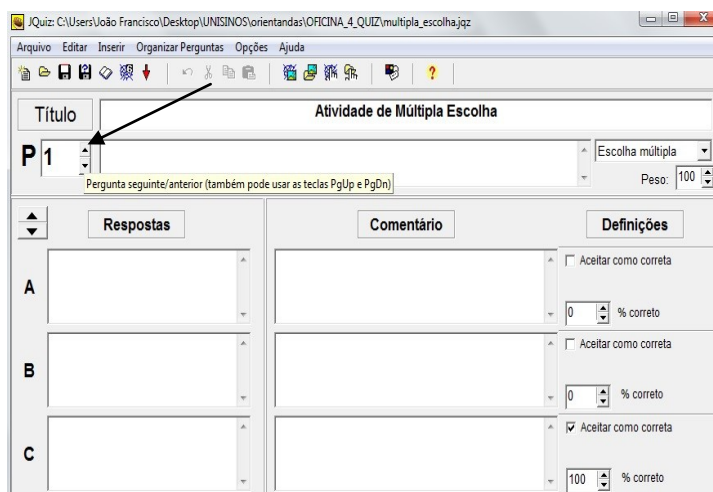 JQuiz: C:\Users\João Francisco\Desktop\UNISINOS\orientandas\OFICINA_4_QUIZ\multipla_escolha.jqz
Arquivo Editar Inserir Organizar Perguntas Opções Ajuda
Título Atividade de Múltipla Escolha
P 1 Escolha múltipla
Peso: 100
Pergunta seguinte/anterior (também pode usar as teclas PgUp e PgDn)
Respostas Comentário Definições
Aceitar como correta
A
0 % correto
Aceitar como correta
B
0 % correto
Aceitar como correta
C
100 % correto